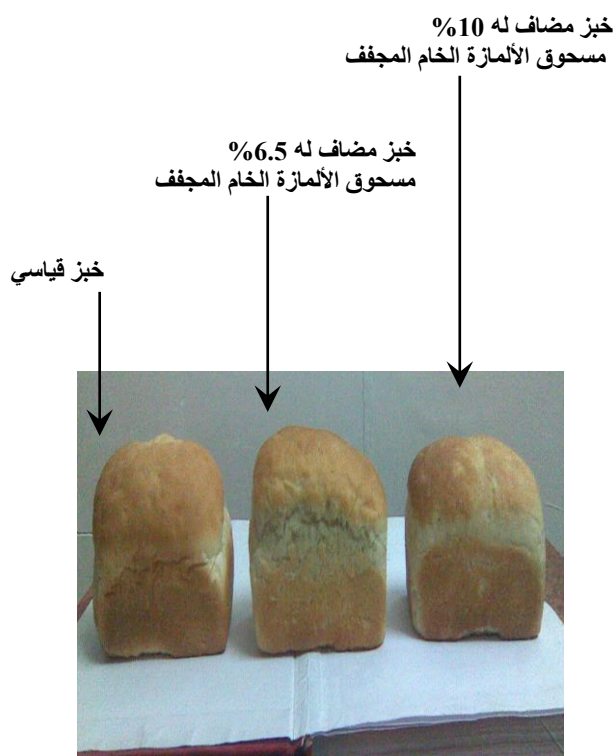 خبز مضاف له 10%
مسحوق الألمازة الخام المجفف
خبز مضاف له 6.5%
مسحوق الألمازة الخام المجفف
خبز قياسي